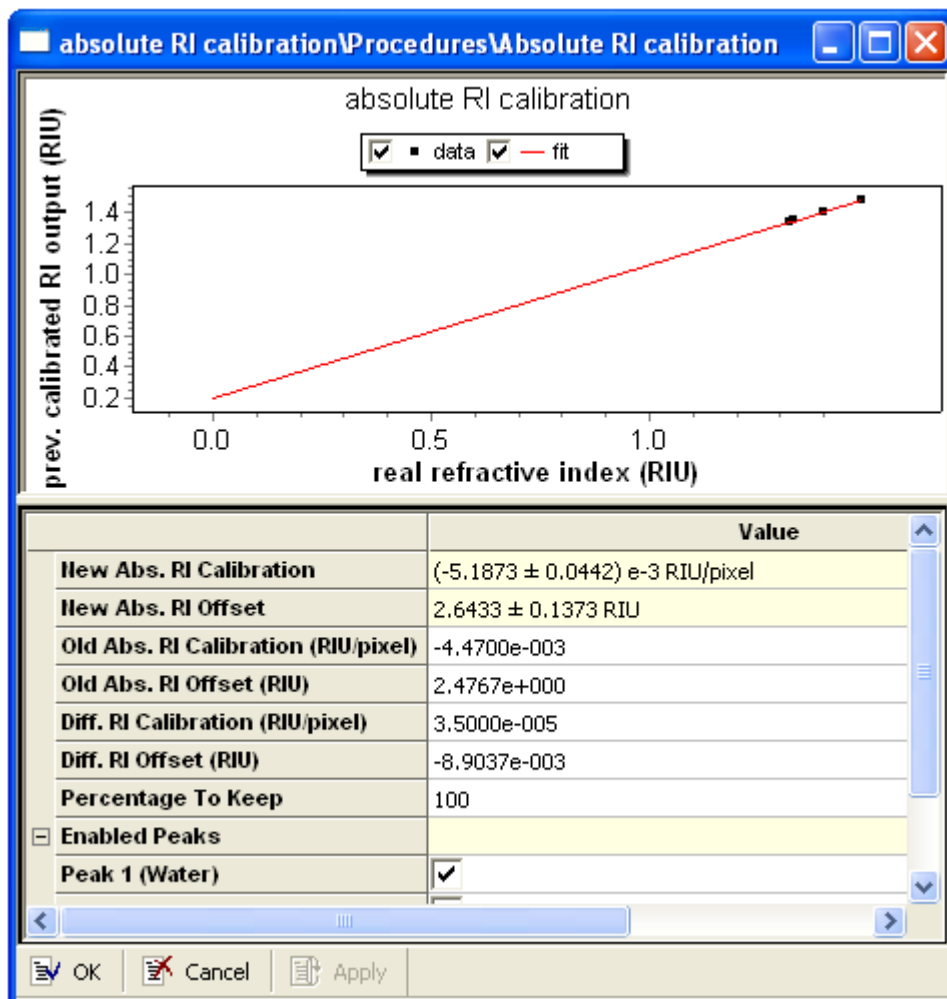 absolute RI calibration\Procedures\Absolute RI calibration
absolute RI calibration
data fit
prev. calibrated RI output (RIU)
1.4
1.2
1.0
0.8
0.6
0.4
0.2
0.0 0.5 1.0
real refractive index (RIU)
Value
New Abs. RI Calibration (-5.1873 ± 0.0442) e-3 RIU/pixel
New Abs. RI Offset 2.6433 ± 0.1373 RIU
Old Abs. RI Calibration (RIU/pixel) -4.4700e-003
Old Abs. RI Offset (RIU) 2.4767e+000
Diff. RI Calibration (RIU/pixel) 3.5000e-005
Diff. RI Offset (RIU) -8.9037e-003
Percentage To Keep 100
Enabled Peaks
Peak 1 (Water)
OK Cancel Apply